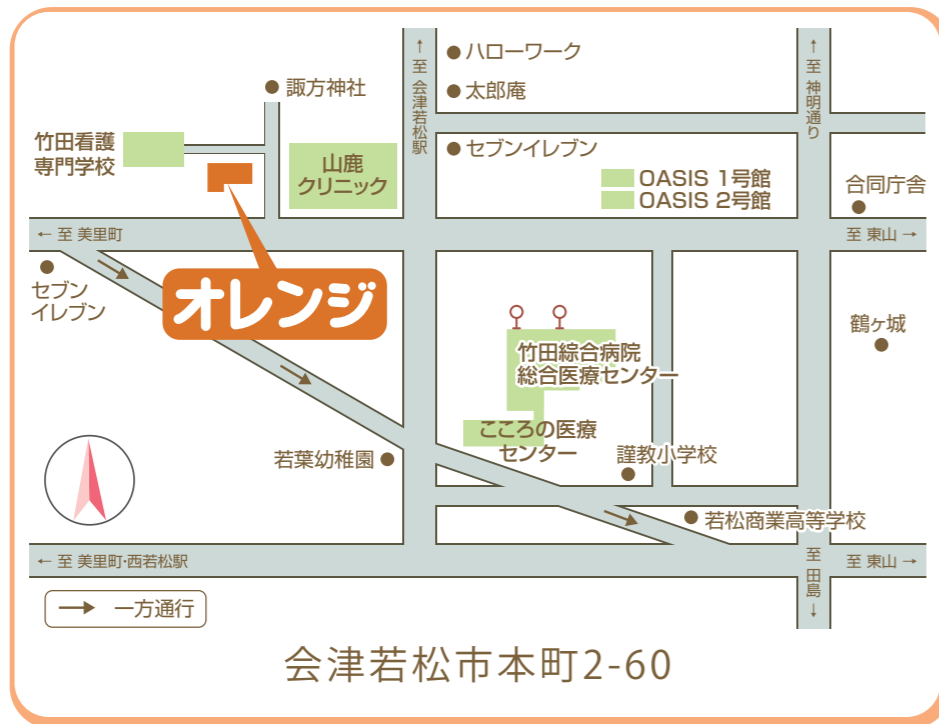 ↑至 会津若松駅
ハローワーク
太郎庵
セブンイレブン
↑至 神明通り
諏方神社
竹田看護
専門学校
山鹿
クリニック
OASIS 1号館
OASIS 2号館
合同庁舎
← 至 美里町
至 東山 →
セブン
イレブン
オレンジ
鶴ヶ城
竹田綜合病院
総合医療センター
こころの医療
センター
若葉幼稚園
謹教小学校
若松商業高等学校
← 至 美里町・西若松駅
至 田島↓
至 東山 →
→ 一方通行
会津若松市本町2-60